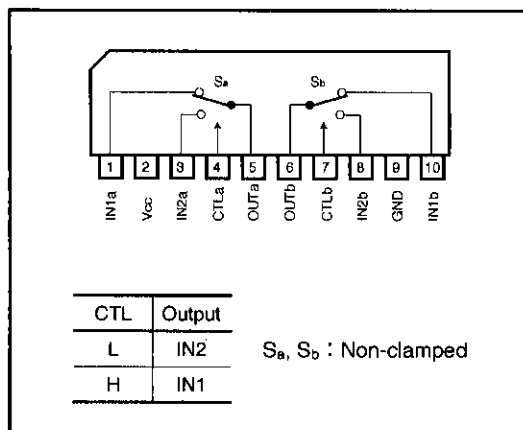 Sa Sb
1 2 3 4 5 6 7 8 9 10
IN1a Vcc IN2a CTLa OUTa OUTb CTLb IN2b GND IN1b
CTL Output
L IN2
H IN1
Sa, Sb : Non-clamped